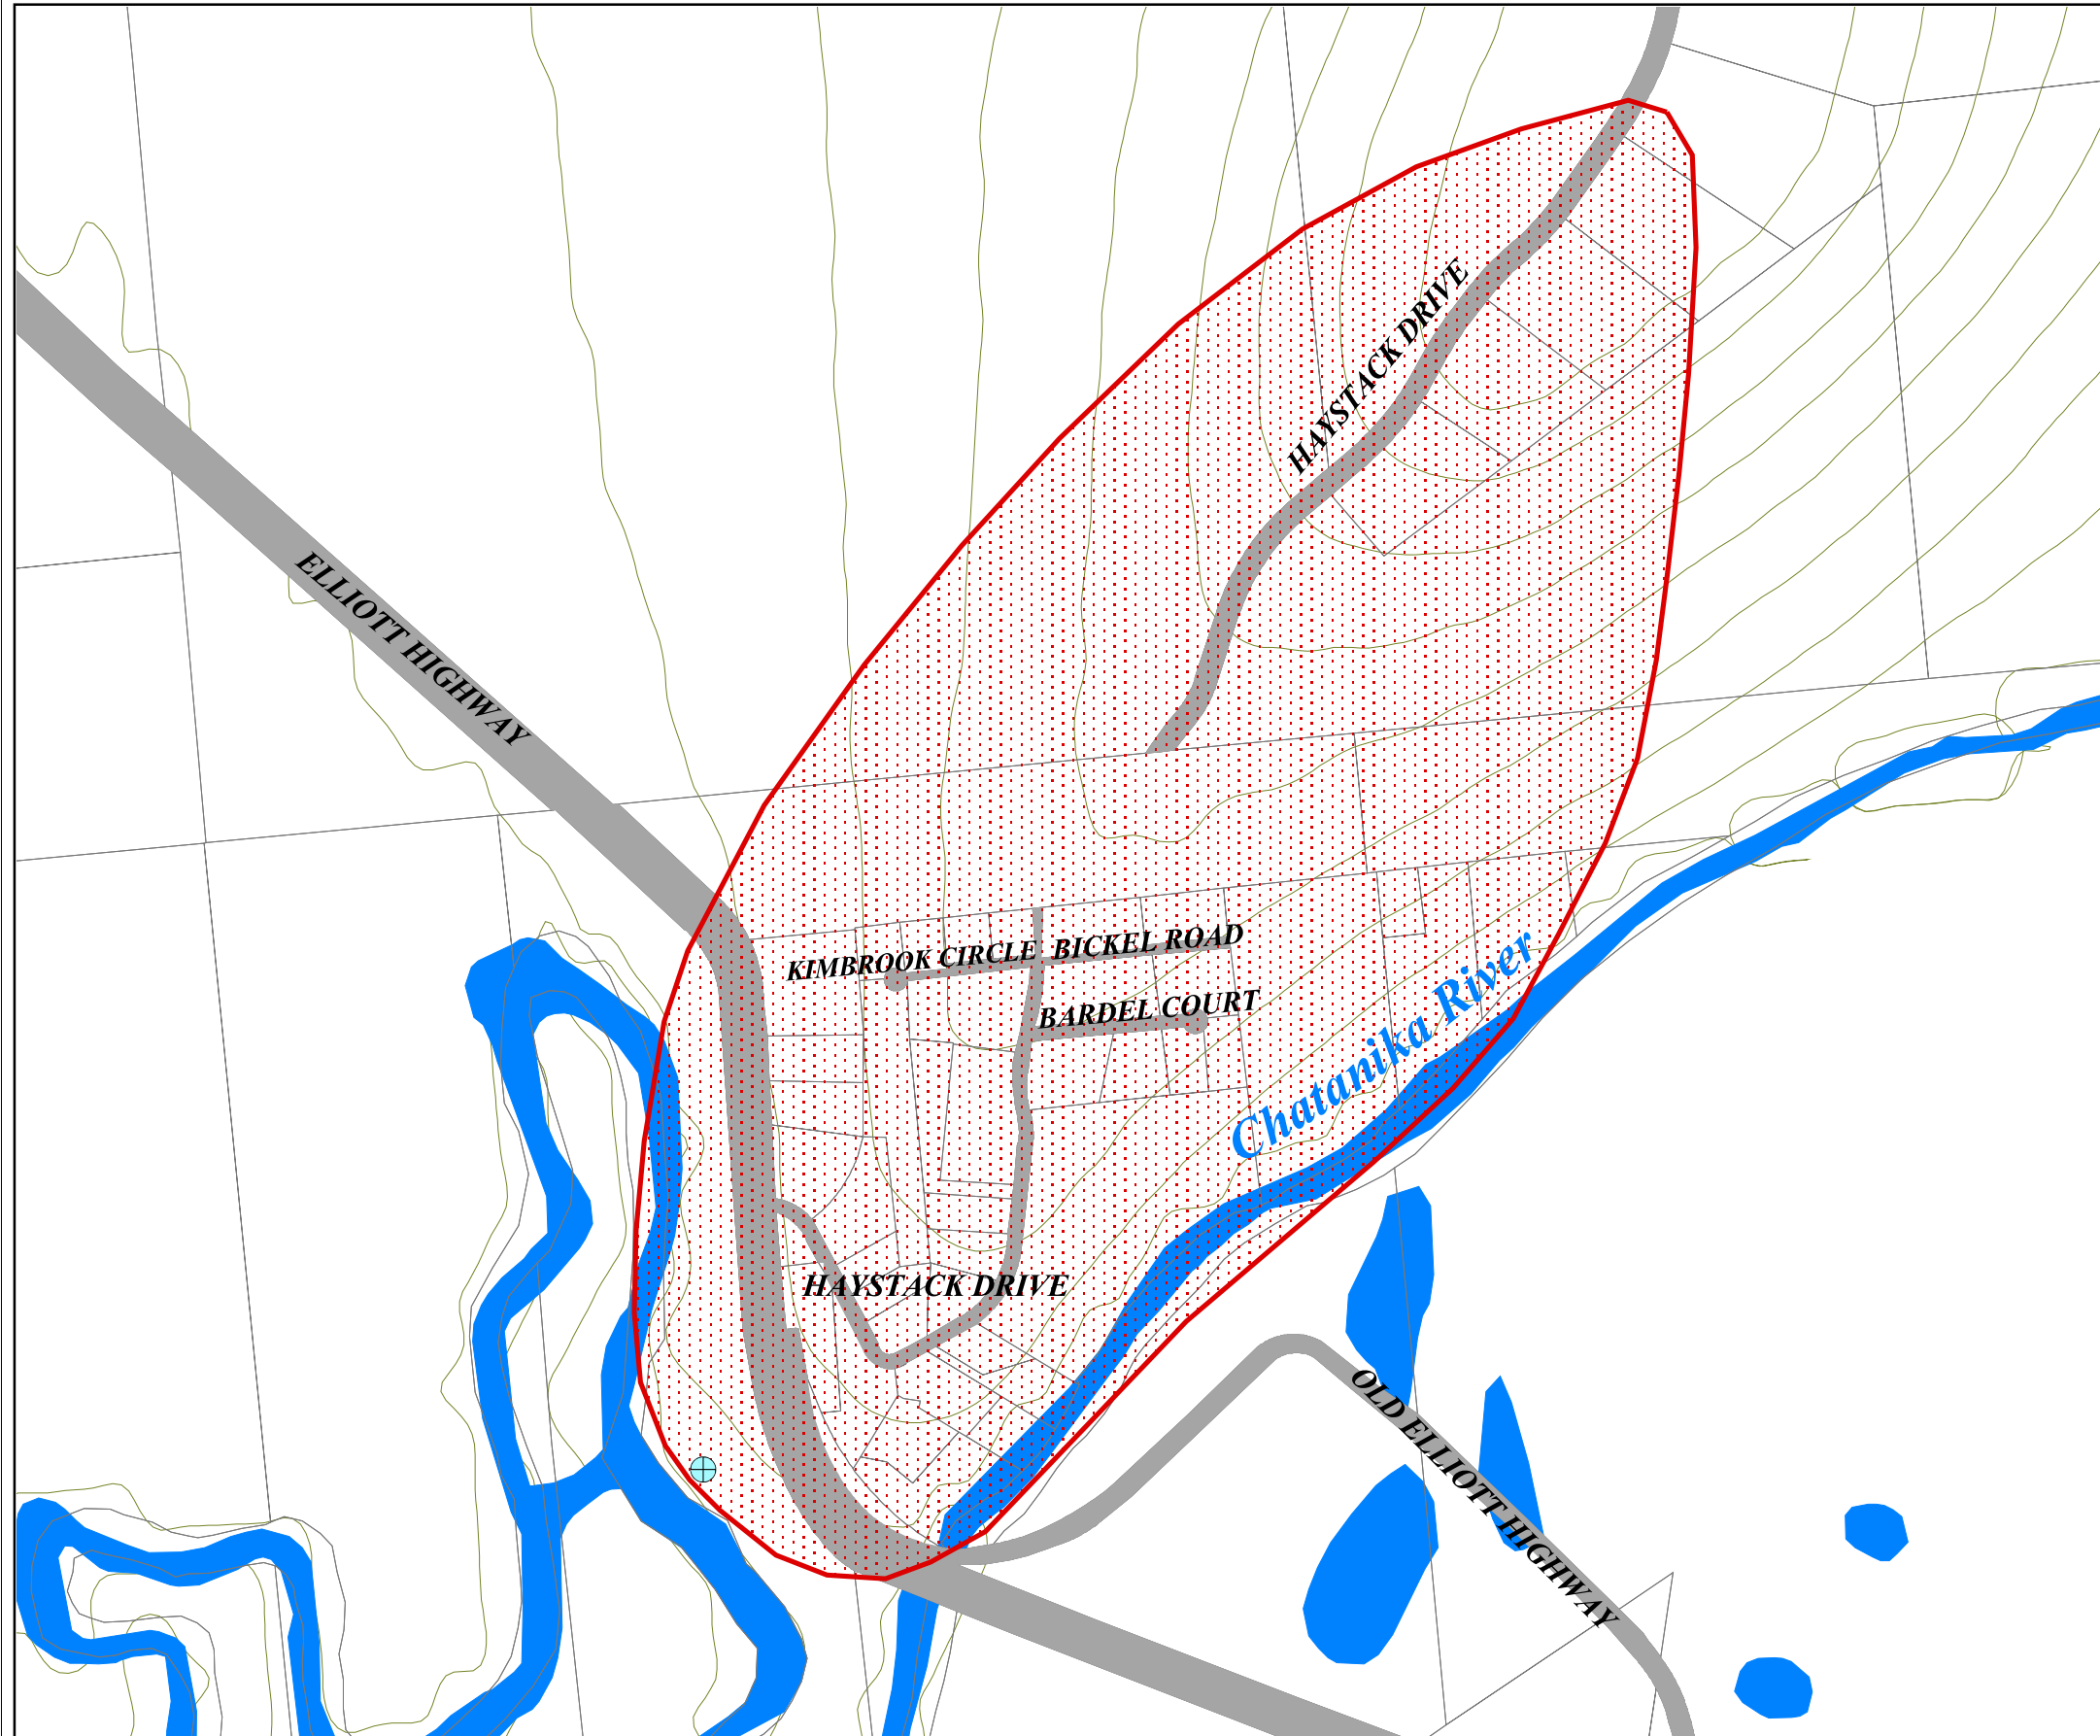 HAYSTACK DRIVE
ELLIOTT HIGHWAY
KIMBROOK CIRCLE
BICKEL ROAD
BARDEL COURT
Chatanika River
HAYSTACK DRIVE
OLD ELLIOTT HIGHWAY